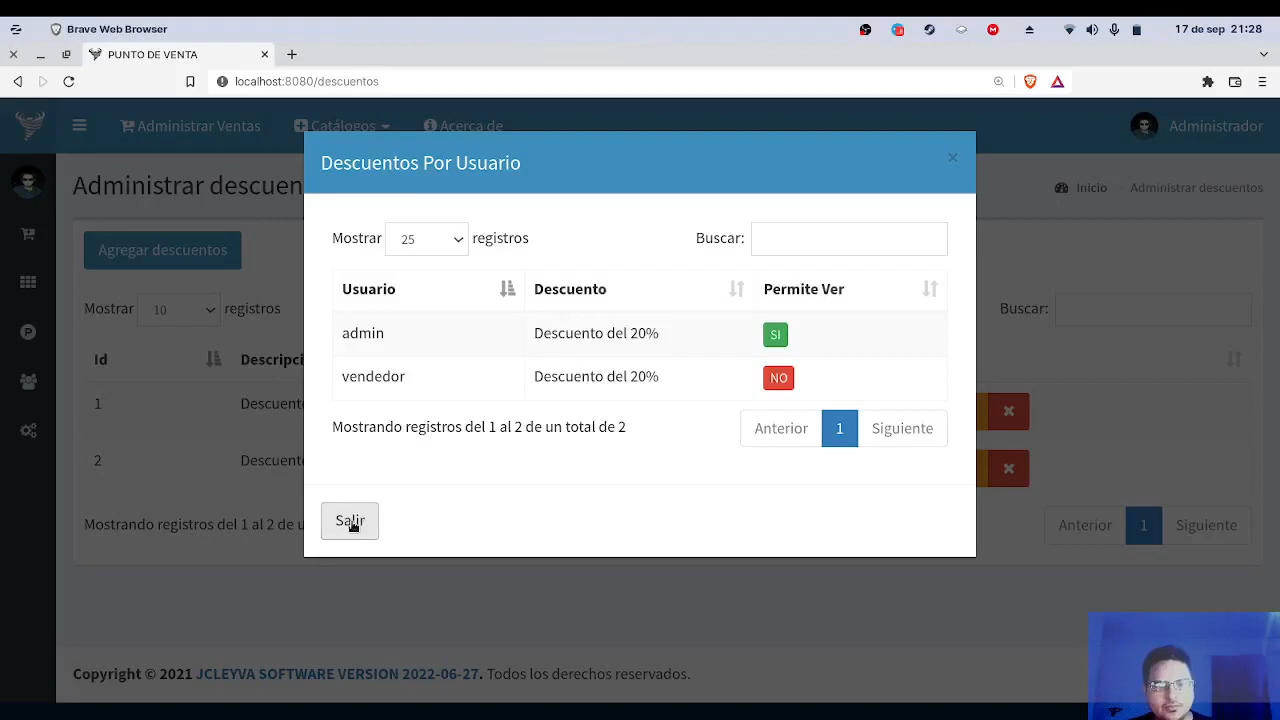 Brave Web Browser
17 de sep 21:28
PUNTO DE VENTA
localhost:8080/descuentos
Administrar Ventas
Catálogos
Acerca de
Administrador
Descuentos Por Usuario
×
Administrar descuen
Inicio
Administrar descuentos
Agregar descuentos
Mostrar 25 registros
Buscar:
Usuario
Descuento
Permite Ver
admin
Descuento del 20%
SI
vendedor
Descuento del 20%
NO
Mostrando registros del 1 al 2 de un total de 2
Anterior
1
Siguiente
Salir
Mostrar 10 registros
Buscar:
Id
Descripci
1
Descuent
2
Descuent
Mostrando registros del 1 al 2 de u
Anterior
1
Siguiente
Copyright © 2021 JCLEYVA SOFTWARE VERSION 2022-06-27. Todos los derechos reservados.